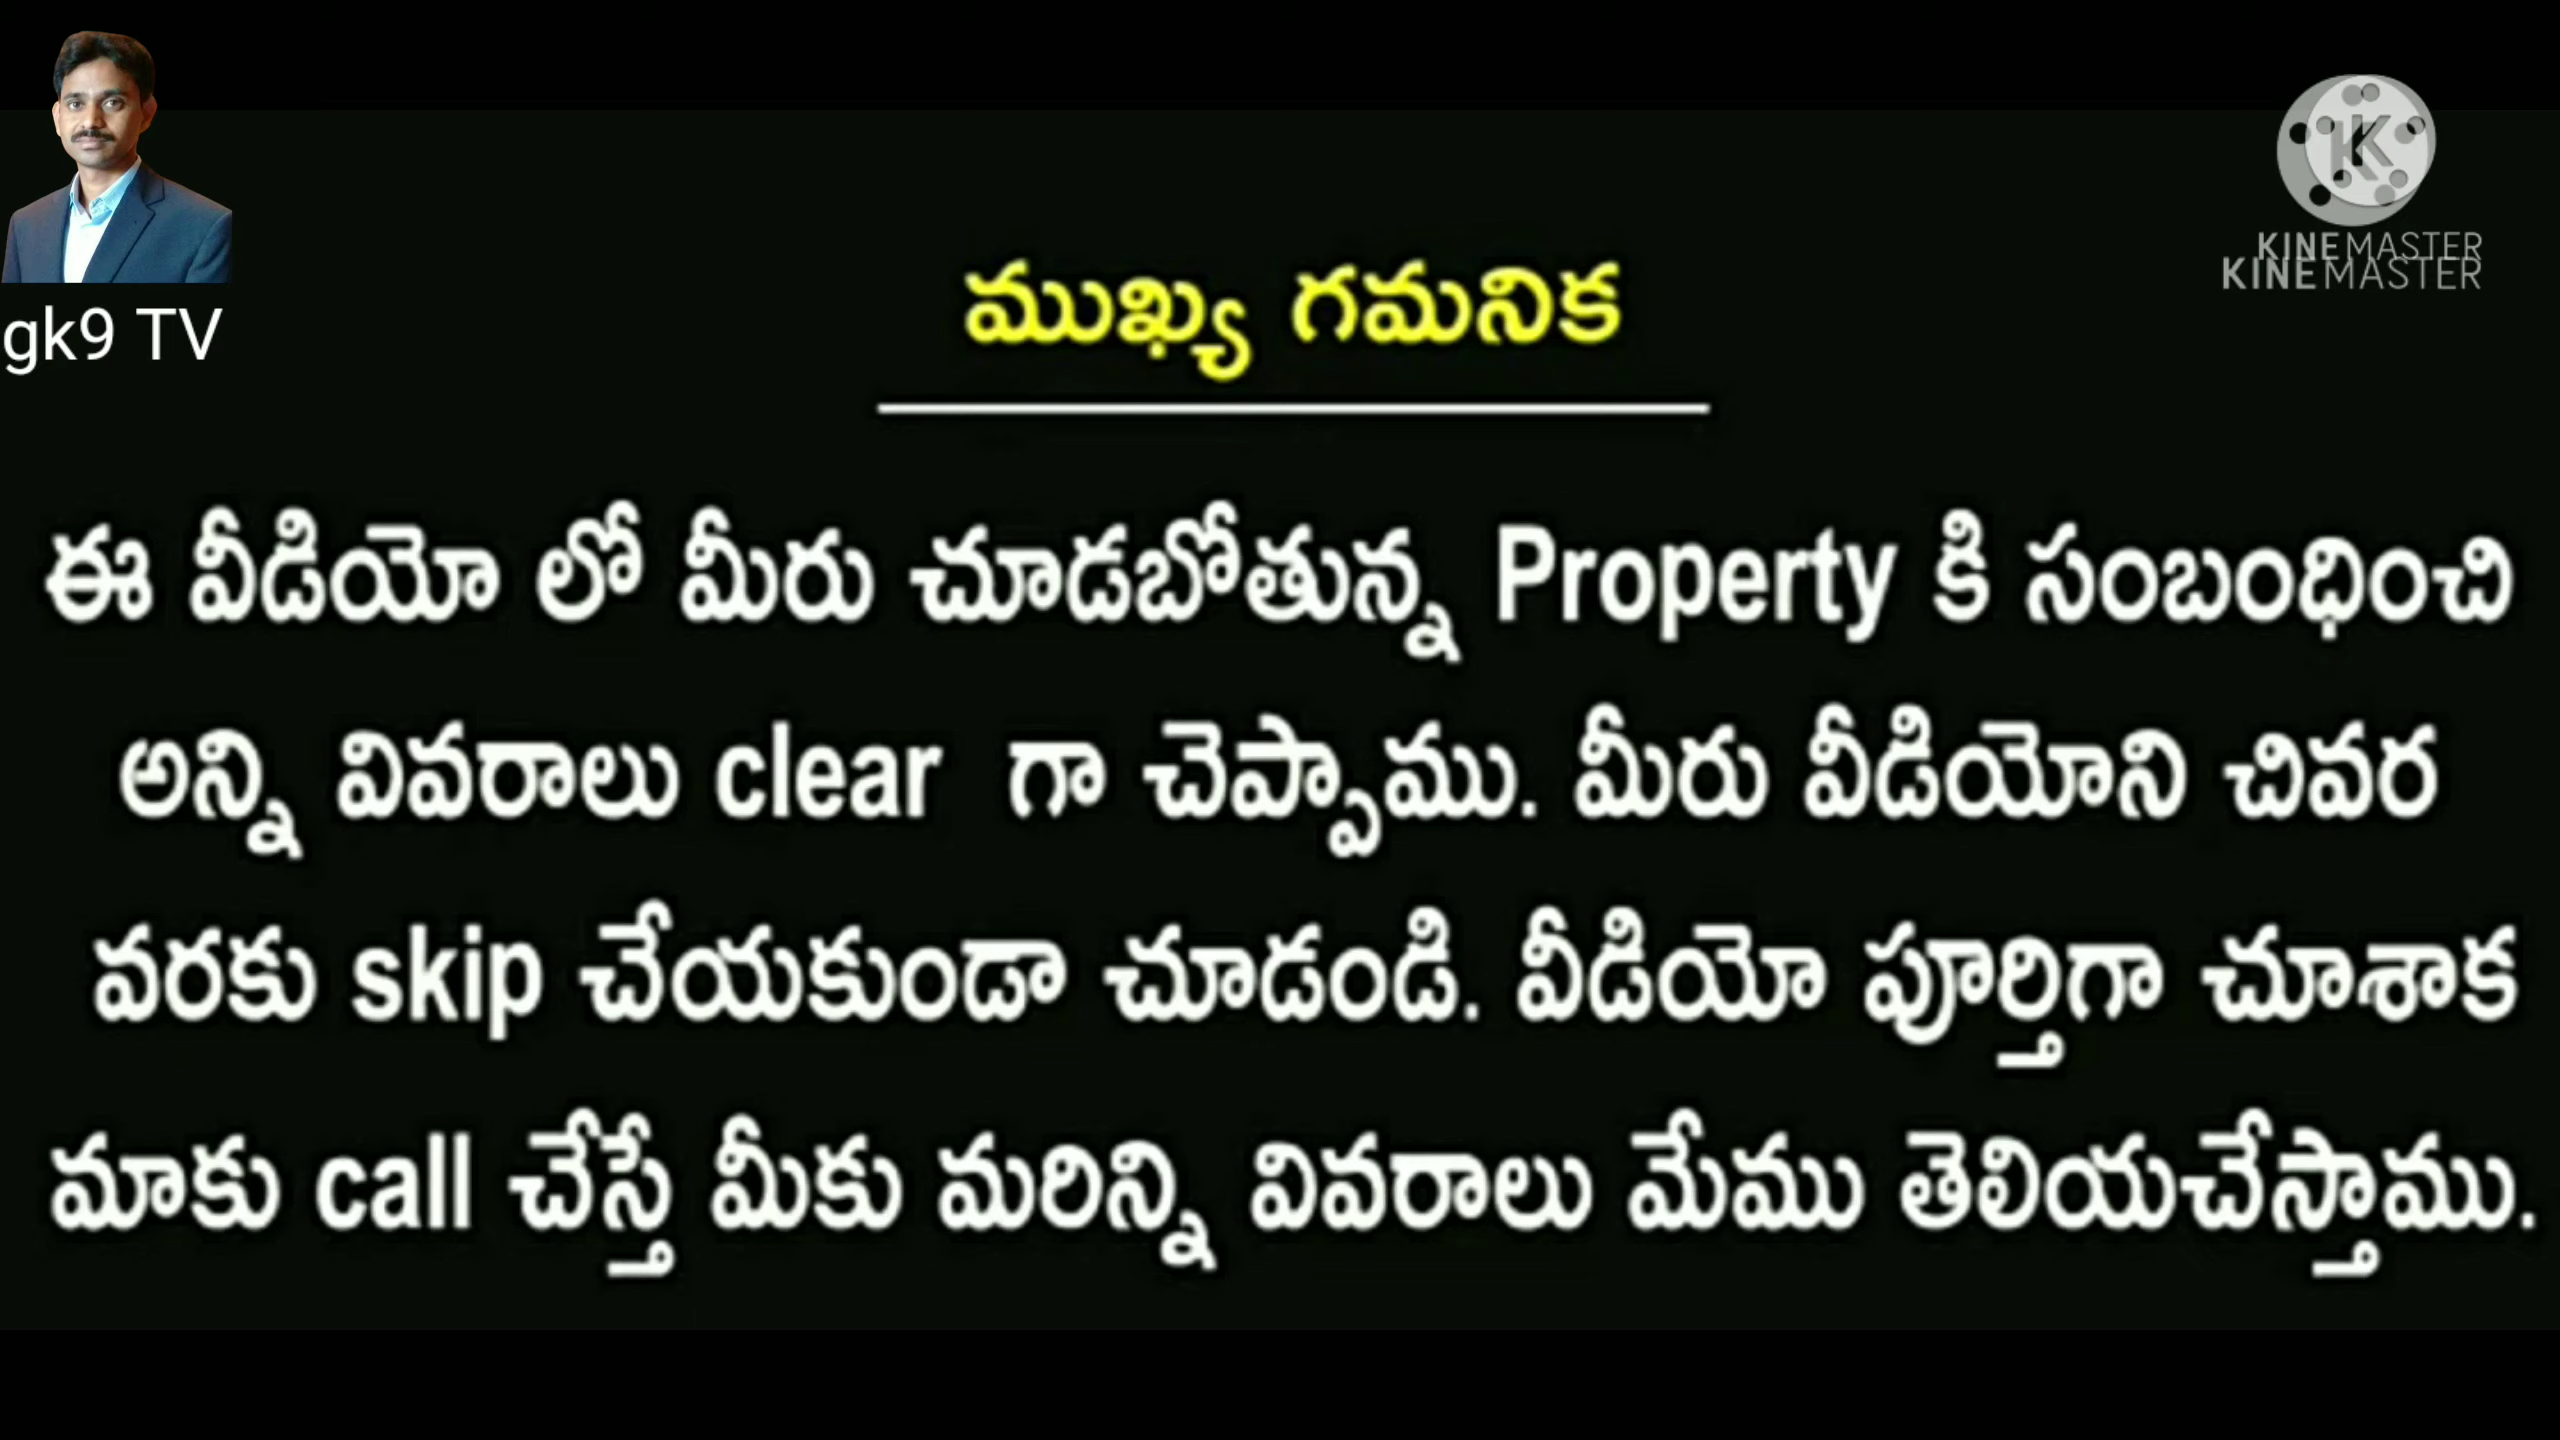 gk9 TV
KINEMASTER
KINEMASTER
ముఖ్య గమనిక
ఈ వీడియో లో మీరు చూడబోతున్న Property కి సంబంధించి
అన్ని వివరాలు clear గా చెప్పాము. మీరు వీడియోని చివర
వరకు skip చేయకుండా చూడండి. వీడియో పూర్తిగా చూశాక
మాకు call చేస్తే మీకు మరిన్ని వివరాలు మేము తెలియచేస్తాము.